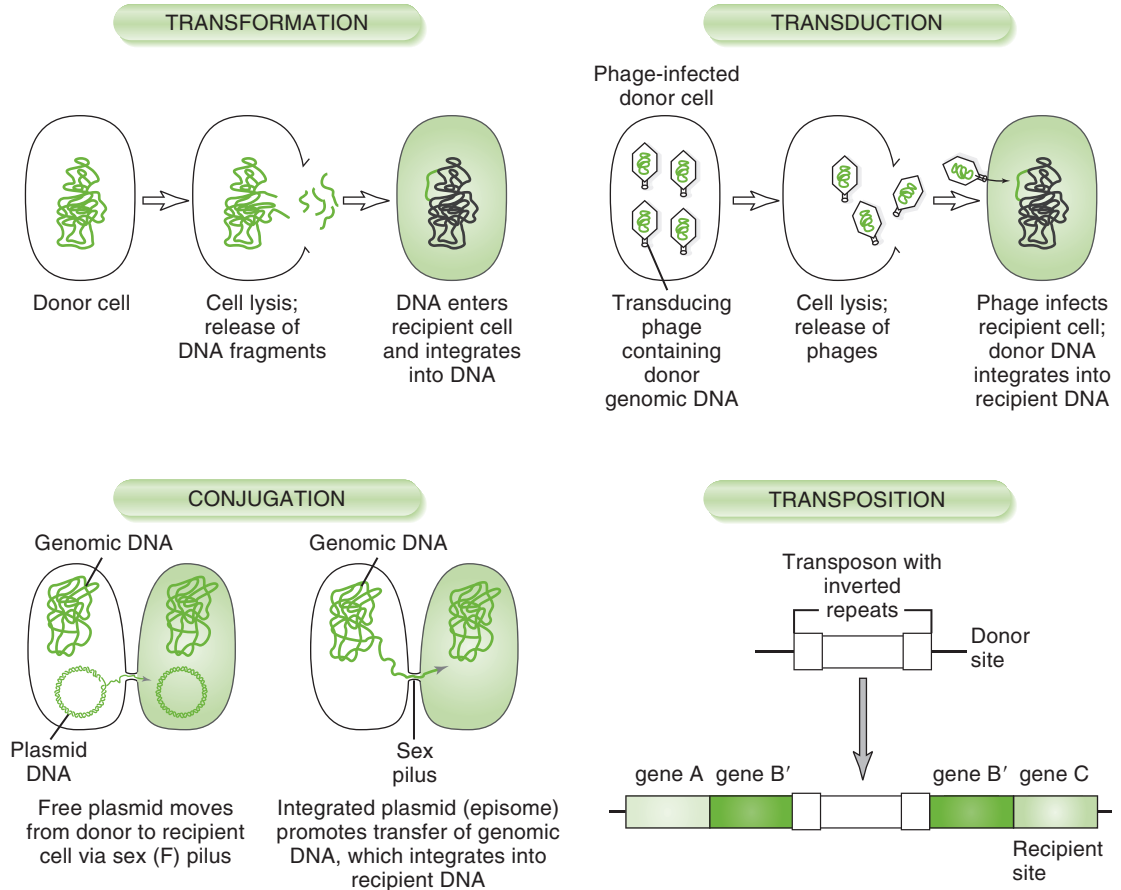 TRANSFORMATION
Donor cell
Cell lysis;
release of
DNA fragments
DNA enters
recipient cell
and integrates
into DNA
TRANSDUCTION
Phage-infected
donor cell
Transducing
phage
containing
donor
genomic DNA
Cell lysis;
release of
phages
Phage infects
recipient cell;
donor DNA
integrates into
recipient DNA
CONJUGATION
Genomic DNA
Plasmid
DNA
Free plasmid moves
from donor to recipient
cell via sex (F) pilus
Genomic DNA
Sex
pilus
Integrated plasmid (episome)
promotes transfer of genomic
DNA, which integrates into
recipient DNA
TRANSPOSITION
Transposon with
inverted
repeats
Donor
site
gene A
gene B′
gene B′
gene C
Recipient
site